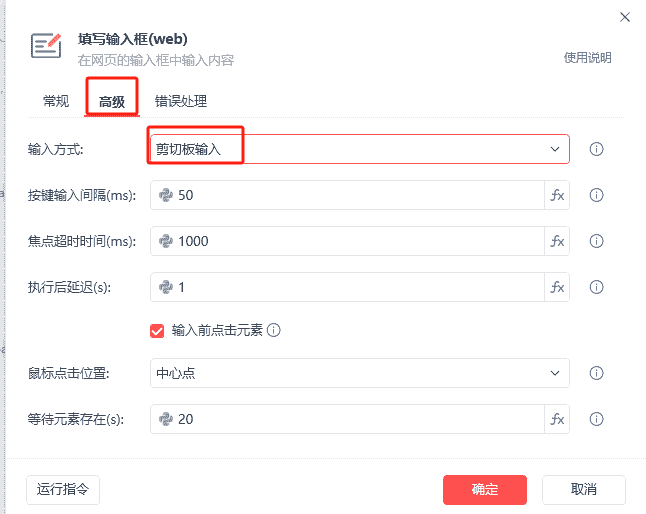 填写输入框(web)
在网页的输入框中输入内容
使用说明
常规 高级 错误处理
输入方式: 剪切板输入
按键输入间隔(ms): 50 fx
焦点超时时间(ms): 1000 fx
执行后延迟(s): 1 fx
输入前点击元素
鼠标点击位置: 中心点
等待元素存在(s): 20 fx
运行指令 确定 取消